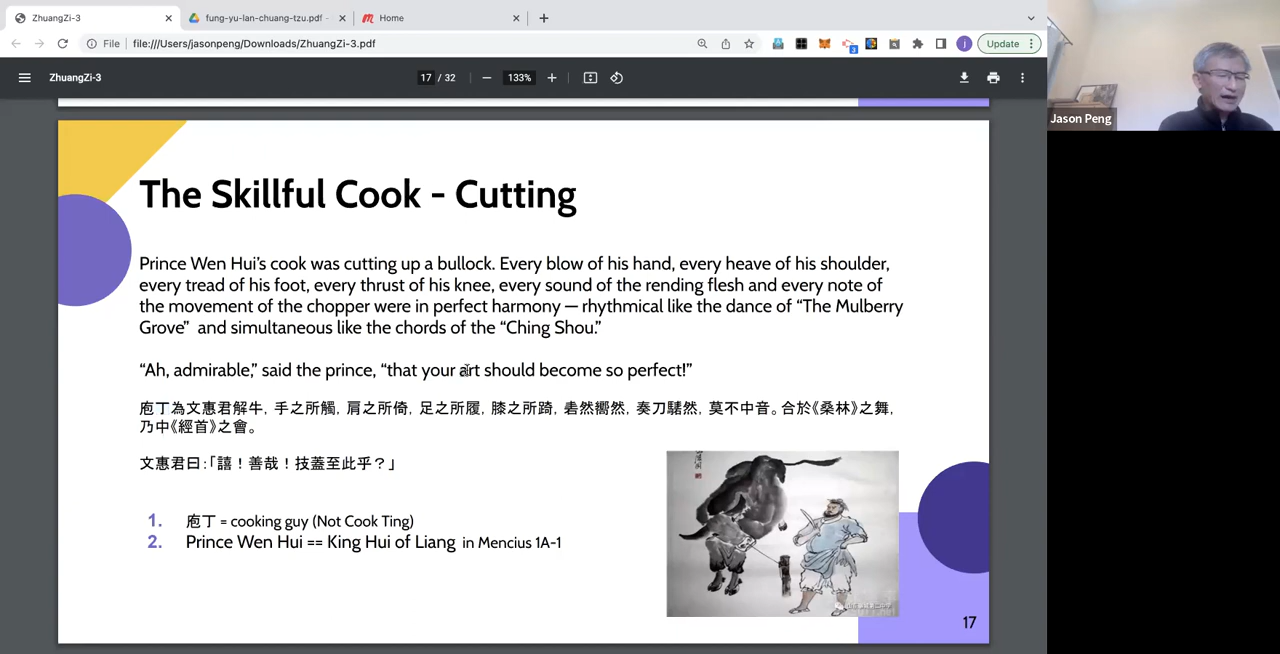 ZhuangZi-3
fung-yu-lan-chuang-tzu.pdf -
Home
File
file:///Users/jasonpeng/Downloads/ZhuangZi-3.pdf
j
Update
ZhuangZi-3
17 / 32
133%
Jason Peng
The Skillful Cook - Cutting
Prince Wen Hui's cook was cutting up a bullock. Every blow of his hand, every heave of his shoulder,
every tread of his foot, every thrust of his knee, every sound of the rending flesh and every note of
the movement of the chopper were in perfect harmony — rhythmical like the dance of “The Mulberry
Grove” and simultaneous like the chords of the “Ching Shou.”
“Ah, admirable,” said the prince, “that your art should become so perfect!”
庖丁為文惠君解牛，手之所觸，肩之所倚，足之所履，膝之所踦，砉然嚮然，奏刀騞然，莫不中音。合於《桑林》之舞，
乃中《經首》之會。
文惠君曰：「譆！善哉！技蓋至此乎？」
1. 庖丁 = cooking guy (Not Cook Ting)
2. Prince Wen Hui == King Hui of Liang in Mencius 1A-1
17